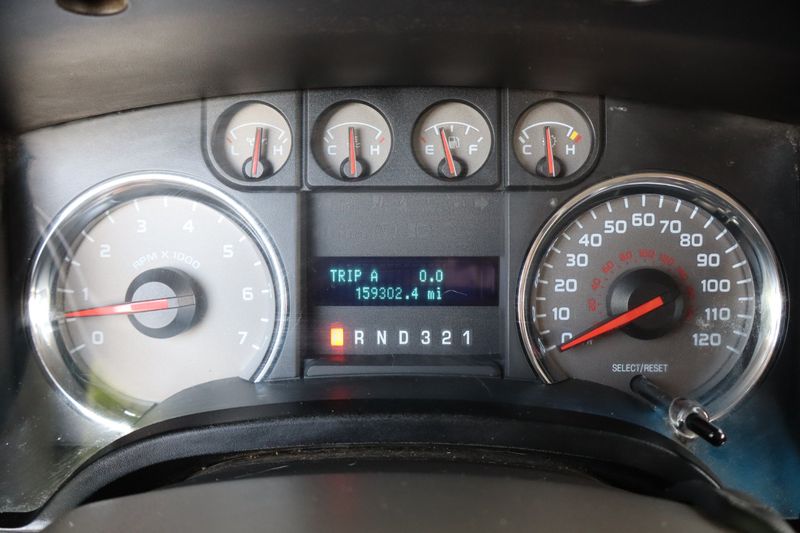 L H
C H
E F
C H
0 1 2 3 4 5 6 7
RPM X 1000
TRIP A 0.0
159302.4 mi
R N D 3 2 1
0 10 20 30 40 50 60 70 80 90 100 110 120
SELECT/RESET